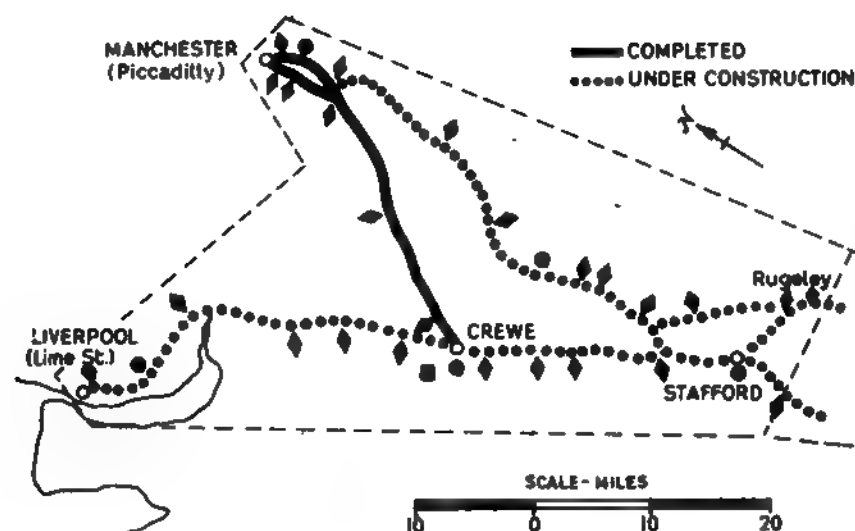 MANCHESTER
(Piccadilly)
COMPLETED
UNDER CONSTRUCTION
N
Rugeley
LIVERPOOL
(Lime St.)
CREWE
STAFFORD
SCALE-MILES
10 0 10 20